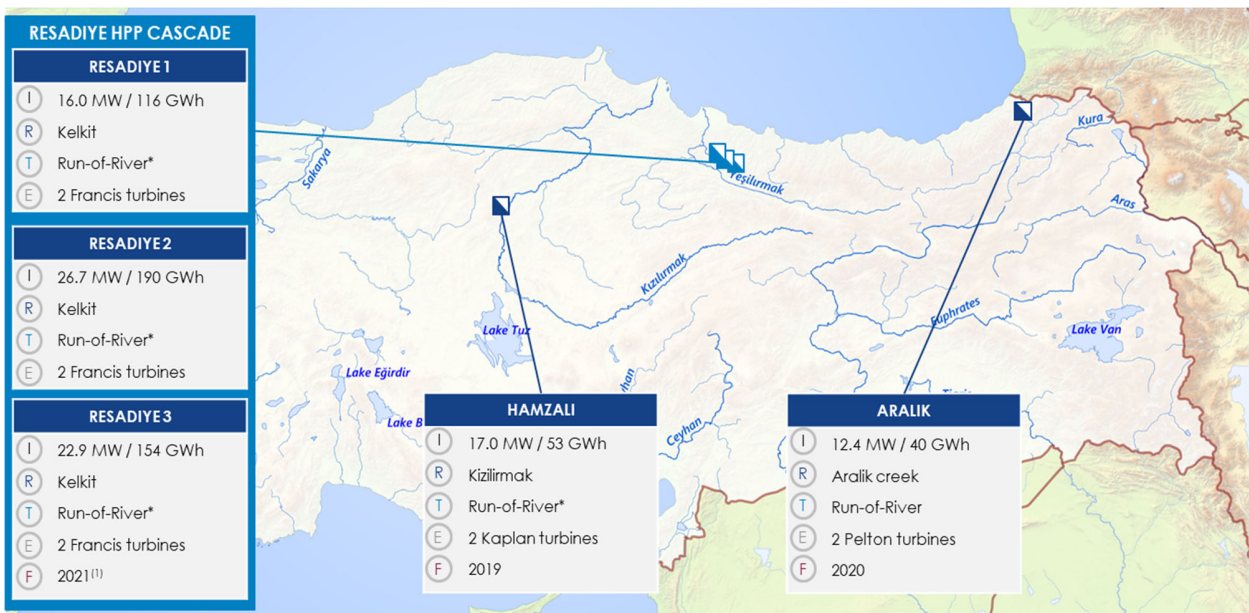 RESADIYE HPP CASCADE
RESADIYE 1
I 16.0 MW / 116 GWh
R Kelkit
T Run-of-River*
E 2 Francis turbines
RESADIYE 2
I 26.7 MW / 190 GWh
R Kelkit
T Run-of-River*
E 2 Francis turbines
RESADIYE 3
I 22.9 MW / 154 GWh
R Kelkit
T Run-of-River*
E 2 Francis turbines
F 2021(1)
Sakarya
Yeşilırmak
Kura
Aras
Kızılırmak
Euphrates
Lake Tuz
Lake Van
Lake Eğirdir
Lake B
Ceyhan
HAMZALI
I 17.0 MW / 53 GWh
R Kizilirmak
T Run-of-River*
E 2 Kaplan turbines
F 2019
ARALIK
I 12.4 MW / 40 GWh
R Aralik creek
T Run-of-River
E 2 Pelton turbines
F 2020